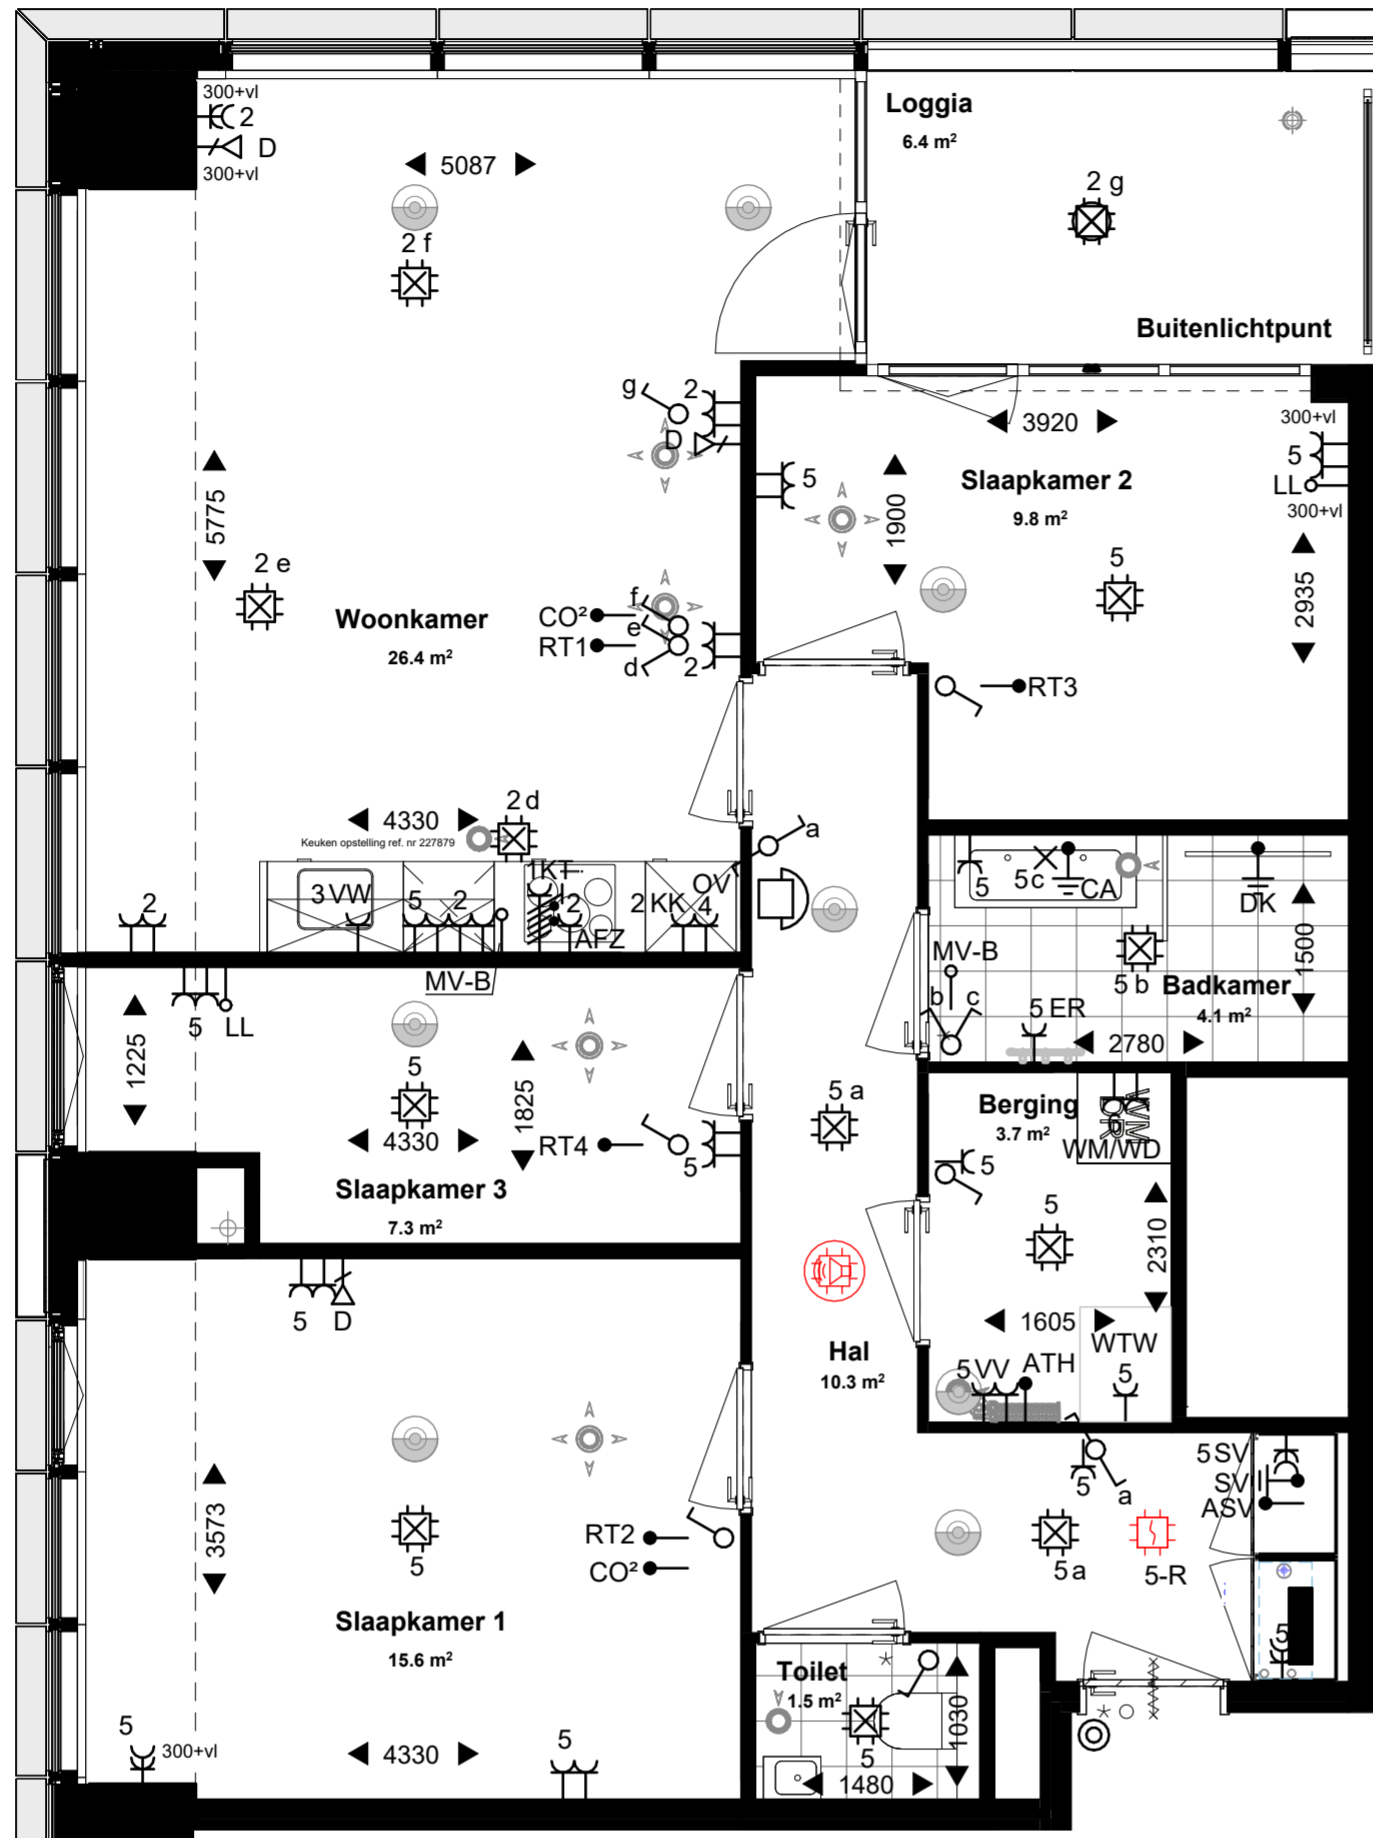 300+vl
2
D
300+vl
5087
2 f
Loggia
6.4 m²
2 g
Buitenlichtpunt
g
2
D
3920
300+vl
5
5
LL
300+vl
Slaapkamer 2
9.8 m²
1900
5775
2 e
5
2935
Woonkamer
26.4 m²
CO²
RT1
f
e
d
2
RT3
4330
2 d
Keuken opstelling ref. nr 227879
a
2
3 VW
5
2
1KT
2
AFZ
2 KK
4
OV
MV-B
5
5 c
CA
DK
1500
MV-B
b
c
5 b
Badkamer
4.1 m²
5 ER
2780
5
LL
1225
5
4330
1825
RT4
5
Slaapkamer 3
7.3 m²
5 a
Berging
3.7 m²
WM/WD
5
5
2310
1605
WTW
5
5 VV
ATH
5
D
Hal
10.3 m²
3573
5
RT2
CO²
Slaapkamer 1
15.6 m²
5
a
5 SV
SV
ASV
5 a
5-R
5
5
300+vl
4330
5
Toilet
1.5 m²
5
1030
1480